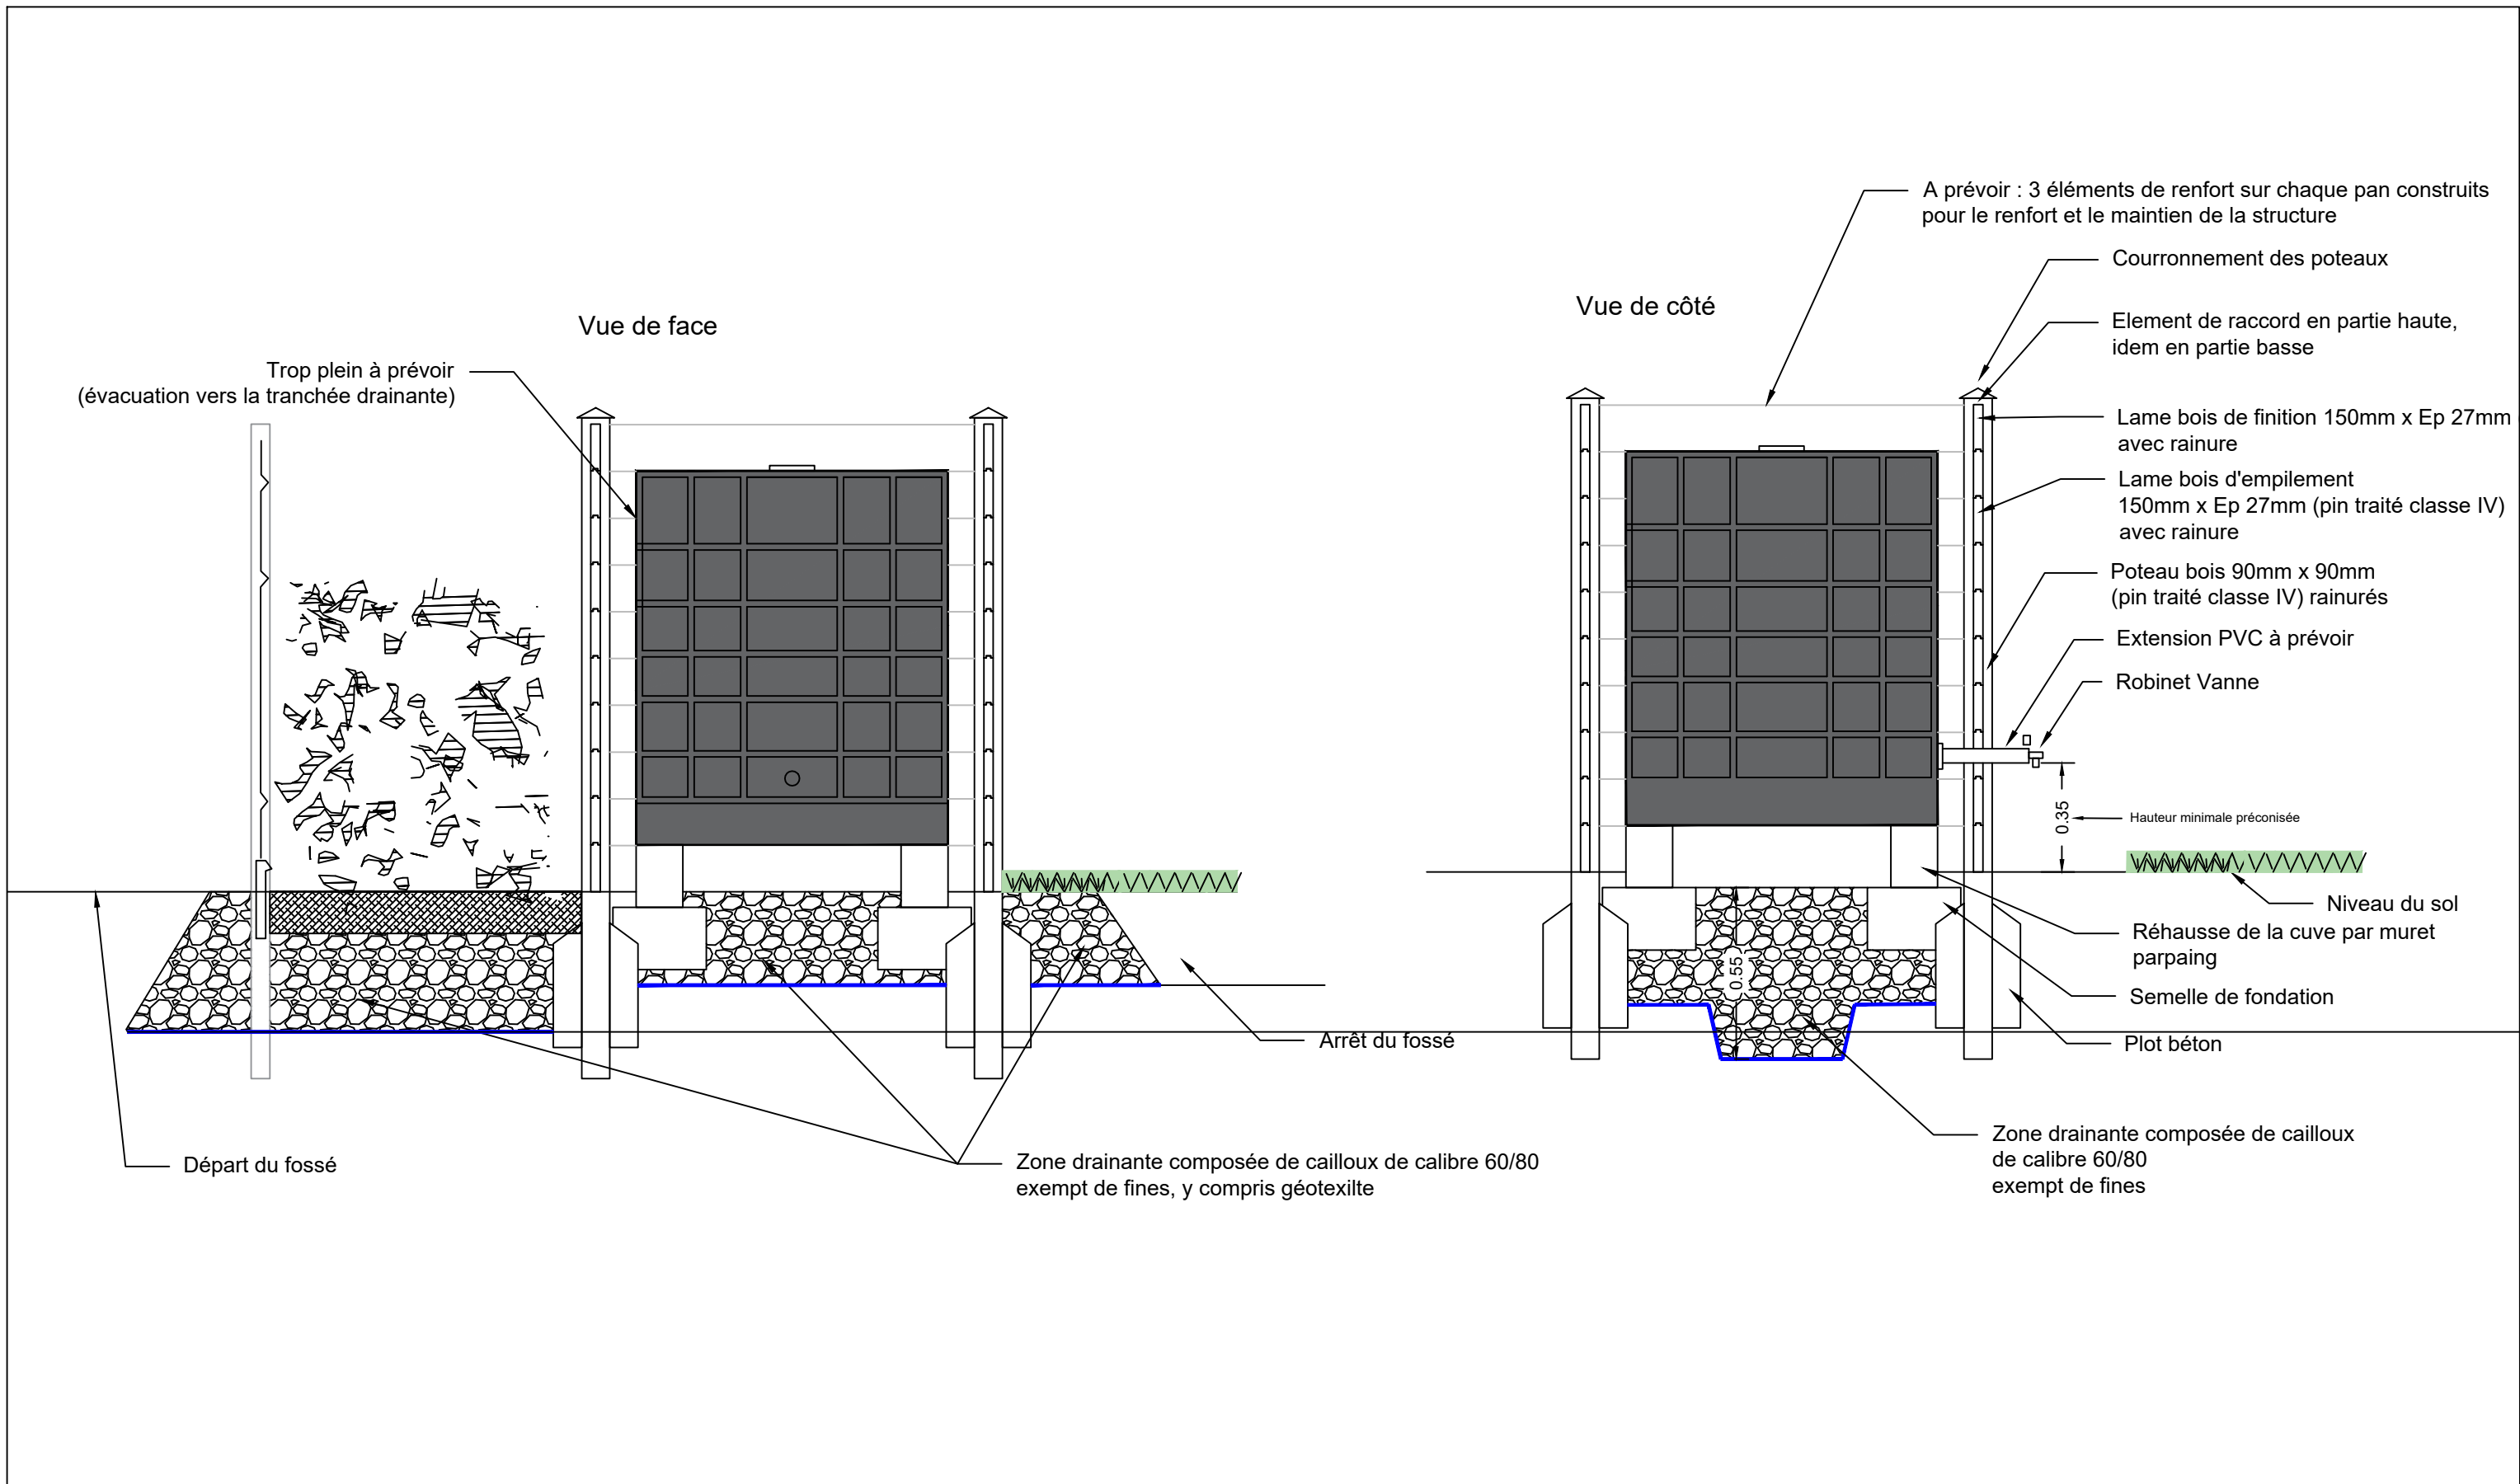 Vue de face
Trop plein à prévoir
(évacuation vers la tranchée drainante)
Départ du fossé
Zone drainante composée de cailloux de calibre 60/80
exempt de fines, y compris géotexilte
Arrêt du fossé
Vue de côté
A prévoir : 3 éléments de renfort sur chaque pan construits
pour le renfort et le maintien de la structure
Courronnement des poteaux
Element de raccord en partie haute,
idem en partie basse
Lame bois de finition 150mm x Ep 27mm
avec rainure
Lame bois d'empilement
150mm x Ep 27mm (pin traité classe IV)
avec rainure
Poteau bois 90mm x 90mm
(pin traité classe IV) rainurés
Extension PVC à prévoir
Robinet Vanne
0.35
Hauteur minimale préconisée
Niveau du sol
Réhausse de la cuve par muret
parpaing
Semelle de fondation
Plot béton
0.55
Zone drainante composée de cailloux
de calibre 60/80
exempt de fines